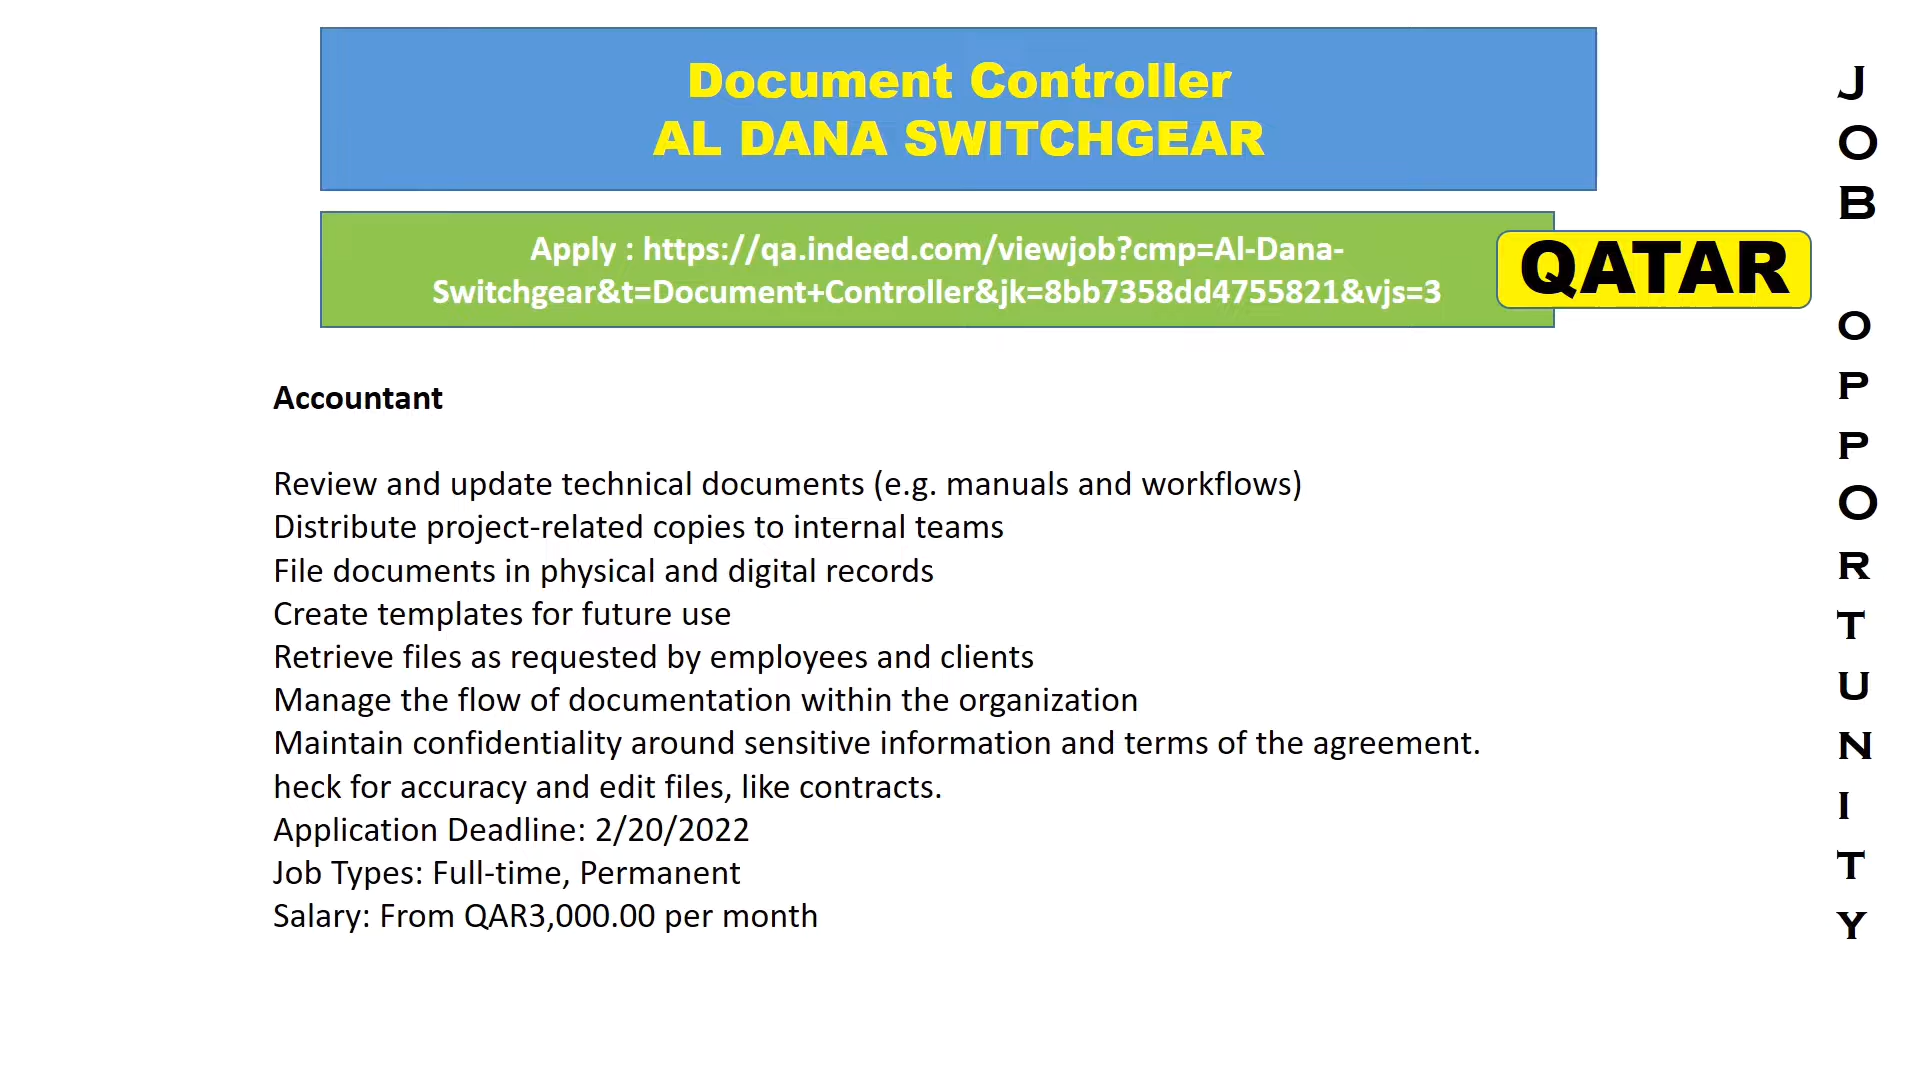 Document Controller
AL DANA SWITCHGEAR
Apply : https://qa.indeed.com/viewjob?cmp=Al-Dana-
Switchgear&t=Document+Controller&jk=8bb7358dd4755821&vjs=3
QATAR
JOB OPPORTUNITY
Accountant
Review and update technical documents (e.g. manuals and workflows)
Distribute project-related copies to internal teams
File documents in physical and digital records
Create templates for future use
Retrieve files as requested by employees and clients
Manage the flow of documentation within the organization
Maintain confidentiality around sensitive information and terms of the agreement.
heck for accuracy and edit files, like contracts.
Application Deadline: 2/20/2022
Job Types: Full-time, Permanent
Salary: From QAR3,000.00 per month